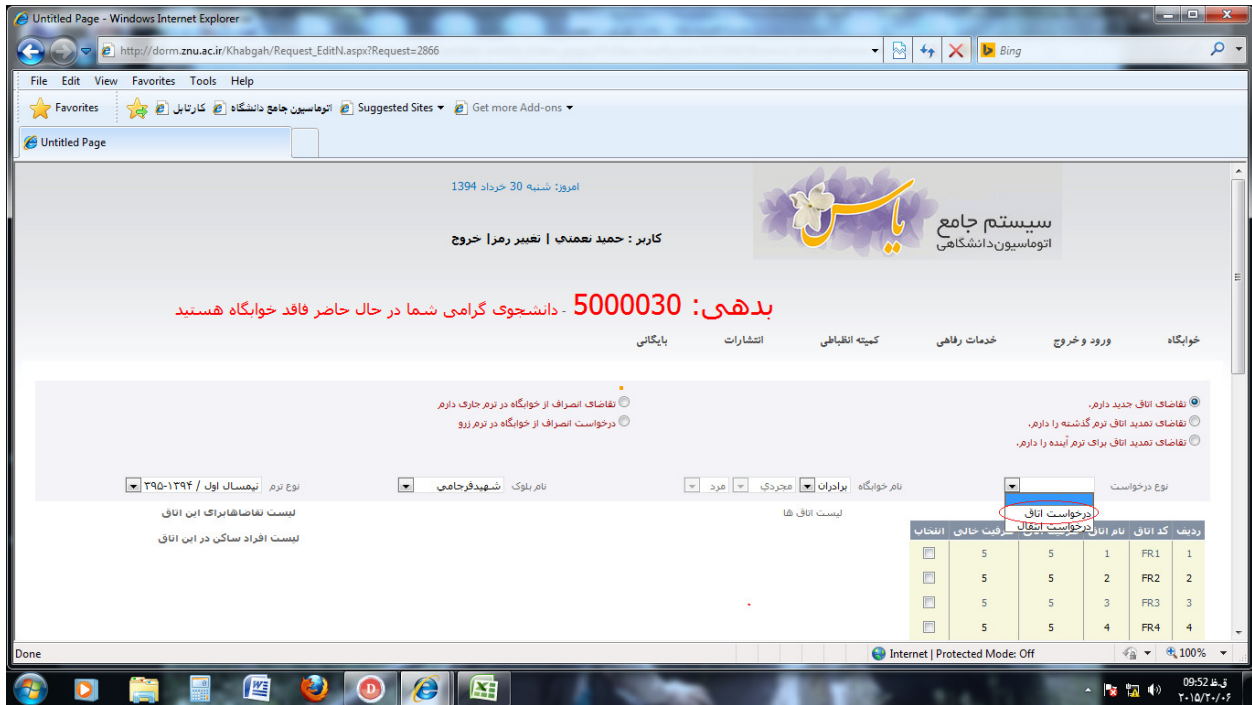 Untitled Page - Windows Internet Explorer
http://dorm.znu.ac.ir/Khabgah/Request_EditN.aspx?Request=2866
Bing
File Edit View Favorites Tools Help
Favorites
کارتابل
اتوماسیون جامع دانشگاه
Suggested Sites
Get more Add-ons
Untitled Page
امروز: شنبه 30 خرداد 1394
یاس
سیستم جامع
اتوماسیون دانشگاهی
کاربر : حمید نعمتي | تغییر رمز| خروج
بدهی: 5000030 - دانشجوی گرامی شما در حال حاضر فاقد خوابگاه هستید
خوابگاه ورود و خروج خدمات رفاهی کمیته انظباطی انتشارات بایگانی
تقاضای اتاق جدید دارم.
تقاضای تمدید اتاق ترم گذشته را دارم.
تقاضای تمدید اتاق برای ترم آینده را دارم.
تقاضای انصراف از خوابگاه در ترم جاری دارم
درخواست انصراف از خوابگاه در ترم رزو
نوع درخواست
نام خوابگاه برادران مجردي مرد
نام بلوک شهیدفرجامی
نوع ترم نیمسال اول / ۱۳۹۴-۳۹۵
درخواست اتاق
درخواست انتقال
لیست اتاق ها
لیست تقاضاهابرای این اتاق
لیست افراد ساکن در این اتاق
ردیف کد اتاق نام اتاق ظرفیت خالی انتخاب
1 FR1 1 5 5
2 FR2 2 5 5
3 FR3 3 5 5
4 FR4 4 5 5
Done
Internet | Protected Mode: Off
100%
09:52 ق.ظ
۲۰۱۵/۲۰/۰۶